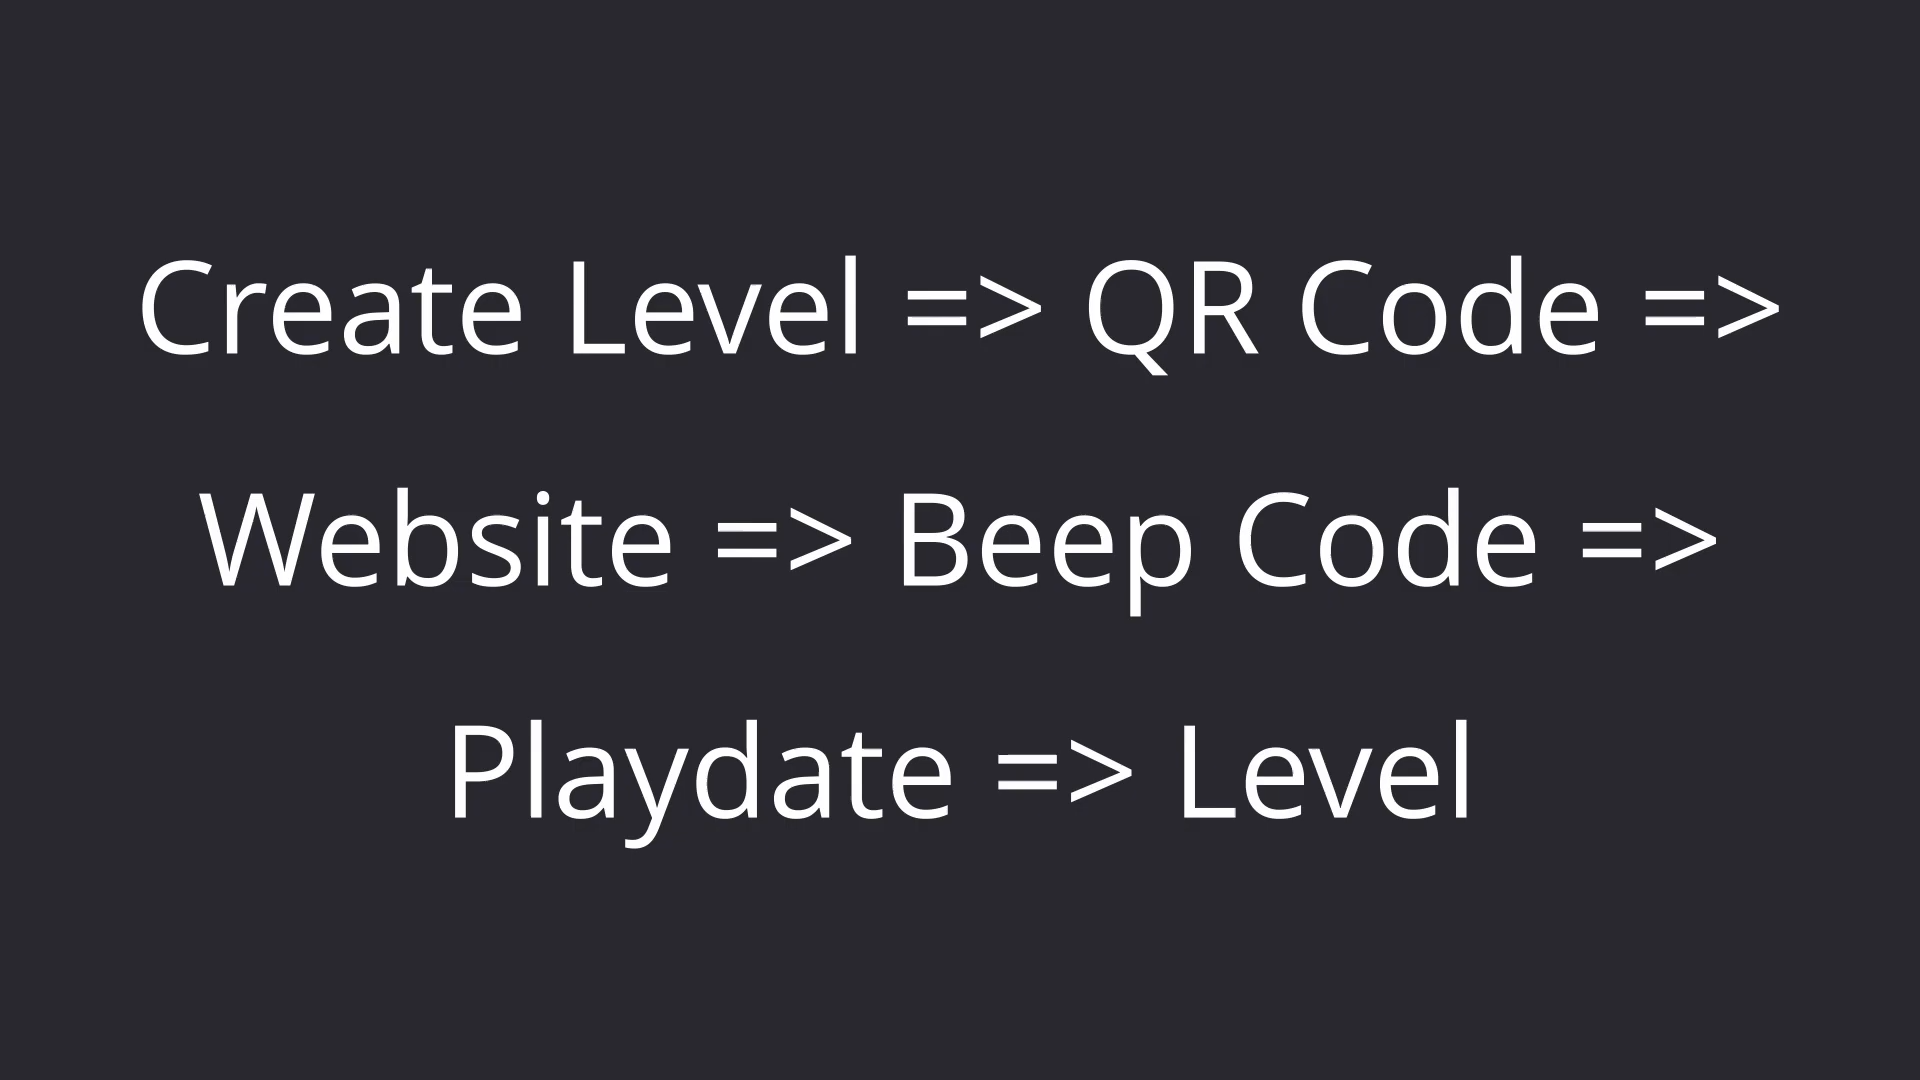 Create Level => QR Code =>
Website => Beep Code =>
Playdate => Level